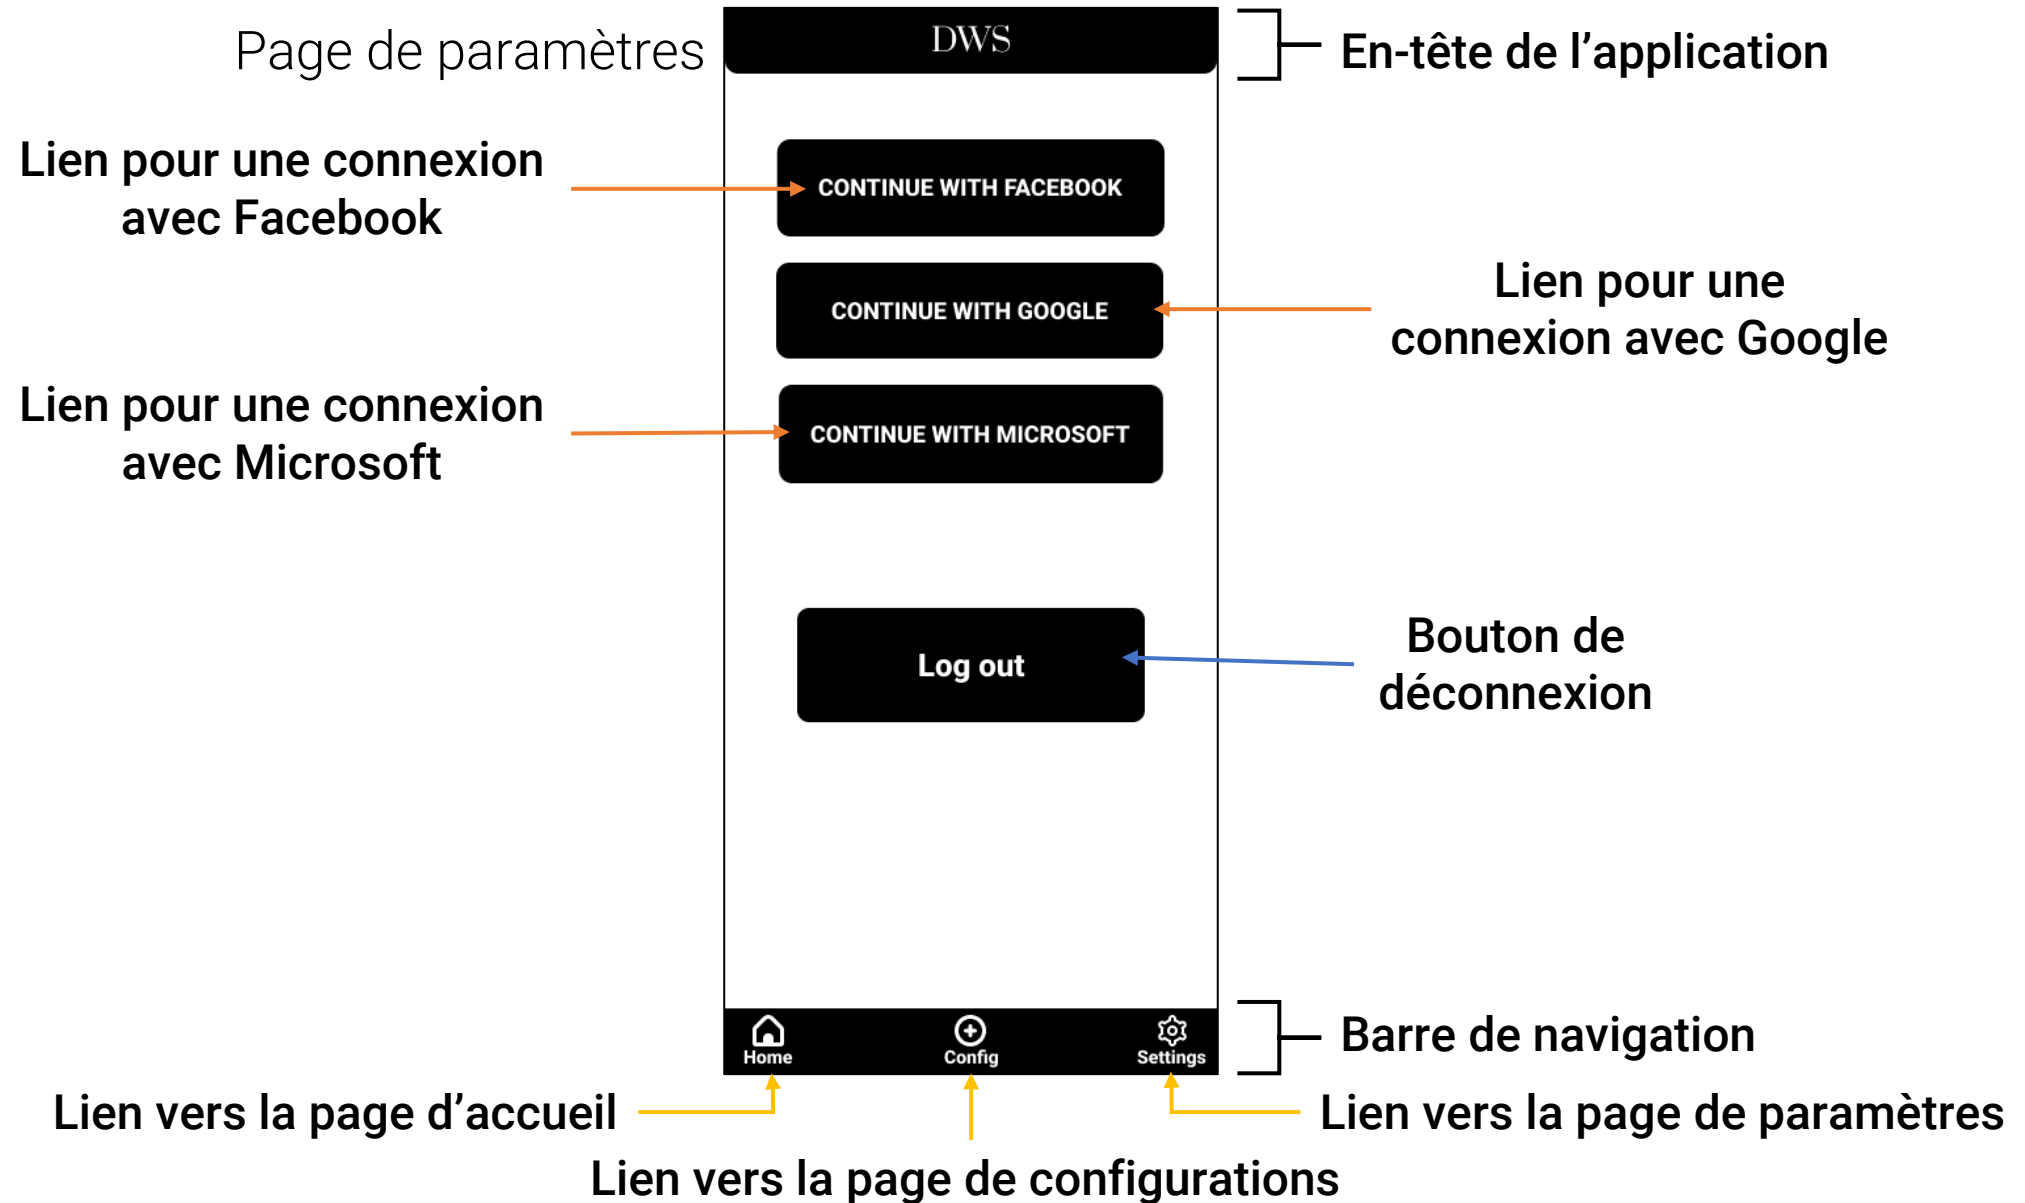 Page de paramètres
DWS
En-tête de l’application
Lien pour une connexion
avec Facebook
CONTINUE WITH FACEBOOK
CONTINUE WITH GOOGLE
Lien pour une
connexion avec Google
Lien pour une connexion
avec Microsoft
CONTINUE WITH MICROSOFT
Log out
Bouton de
déconnexion
Home
Config
Settings
Barre de navigation
Lien vers la page d’accueil
Lien vers la page de paramètres
Lien vers la page de configurations